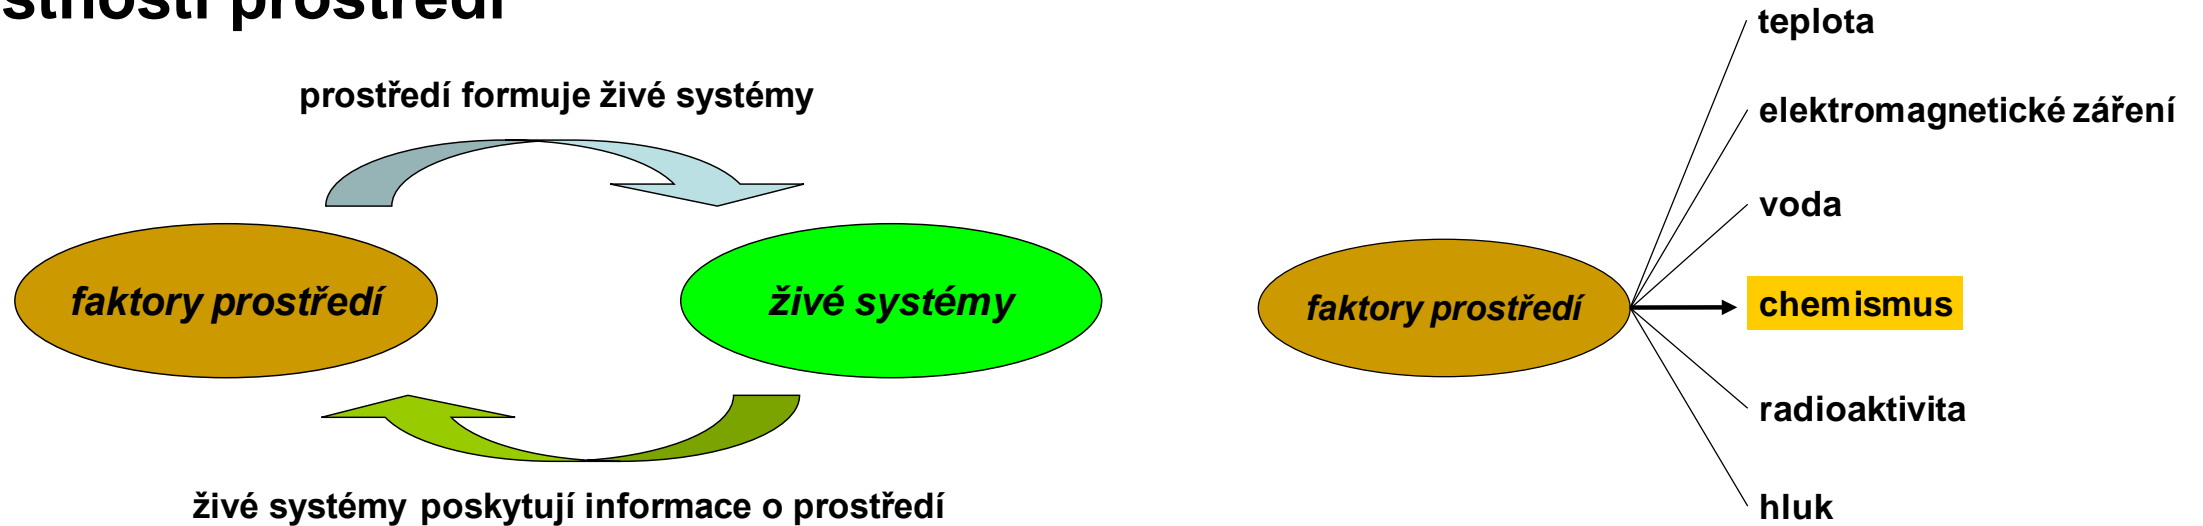 prostředí
prostředí formuje živé systémy
faktory prostředí
živé systémy
živé systémy poskytují informace o prostředí
faktory prostředí
teplota
elektromagnetické záření
voda
chemismus
radioaktivita
hluk